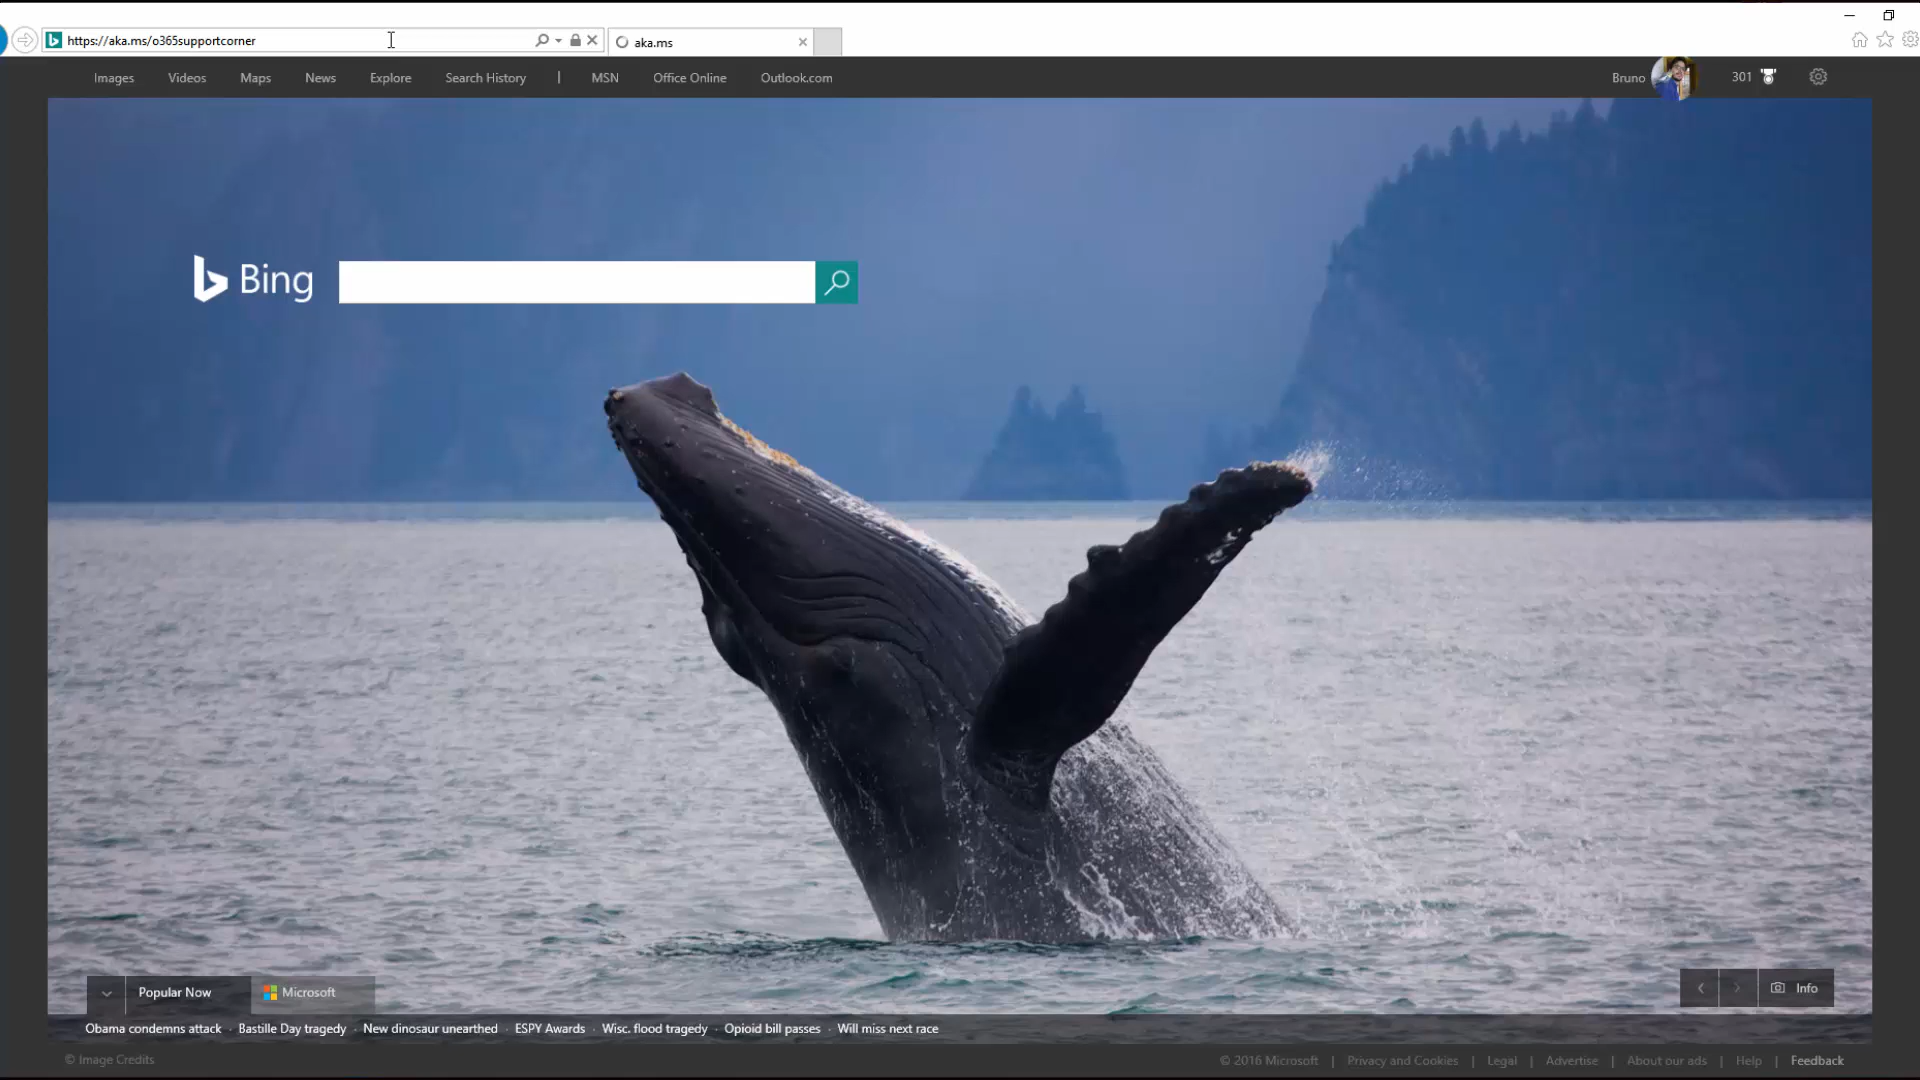 https://aka.ms/o365supportcorner
aka.ms
Images Videos Maps News Explore Search History | MSN Office Online Outlook.com Bruno 301
Bing
Popular Now Microsoft Info
Obama condemns attack · Bastille Day tragedy · New dinosaur unearthed · ESPY Awards · Wisc. flood tragedy · Opioid bill passes · Will miss next race
© Image Credits © 2016 Microsoft | Privacy and Cookies | Legal | Advertise | About our ads | Help | Feedback